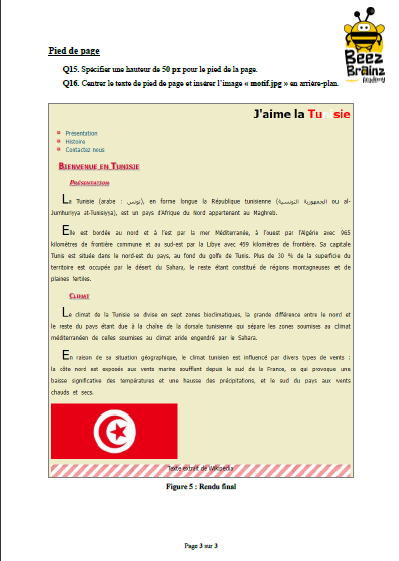 Beez
Brainz
Academy
Pied de page
Q15. Spécifier une hauteur de 50 px pour le pied de la page.
Q16. Centrer le texte de pied de page et insérer l'image « motif.jpg » en arrière-plan.
J'aime la Tunisie
Présentation
Histoire
Contactez nous
BIENVENUE EN TUNISIE
PRÉSENTATION
La Tunisie (arabe : تونس), en forme longue la République tunisienne (الجمهورية التونسية ou al-
Jumhuriyya at-Tunisiyya), est un pays d'Afrique du Nord appartenant au Maghreb.
Elle est bordée au nord et à l'est par la mer Méditerranée, à l'ouest par l'Algérie avec 965
kilomètres de frontière commune et au sud-est par la Libye avec 459 kilomètres de frontière. Sa capitale
Tunis est située dans le nord-est du pays, au fond du golfe de Tunis. Plus de 30 % de la superficie du
territoire est occupée par le désert du Sahara, le reste étant constitué de régions montagneuses et de
plaines fertiles.
CLIMAT
Le climat de la Tunisie se divise en sept zones bioclimatiques, la grande différence entre le nord et
le reste du pays étant due à la chaîne de la dorsale tunisienne qui sépare les zones soumises au climat
méditerranéen de celles soumises au climat aride engendré par le Sahara.
En raison de sa situation géographique, le climat tunisien est influencé par divers types de vents :
la côte nord est exposée aux vents marins soufflant depuis le sud de la France, ce qui provoque une
baisse significative des températures et une hausse des précipitations, et le sud du pays aux vents
chauds et secs.
Texte extrait de Wikipédia
Figure 5 : Rendu final
Page 3 sur 3